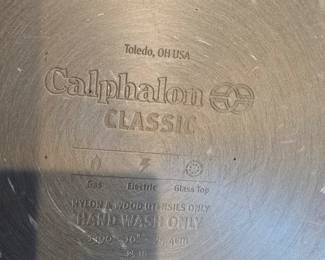 Toledo, OH USA
Calphalon
CLASSIC
Gas Electric Glass Top
NYLON & WOOD UTENSILS ONLY
HAND WASH ONLY